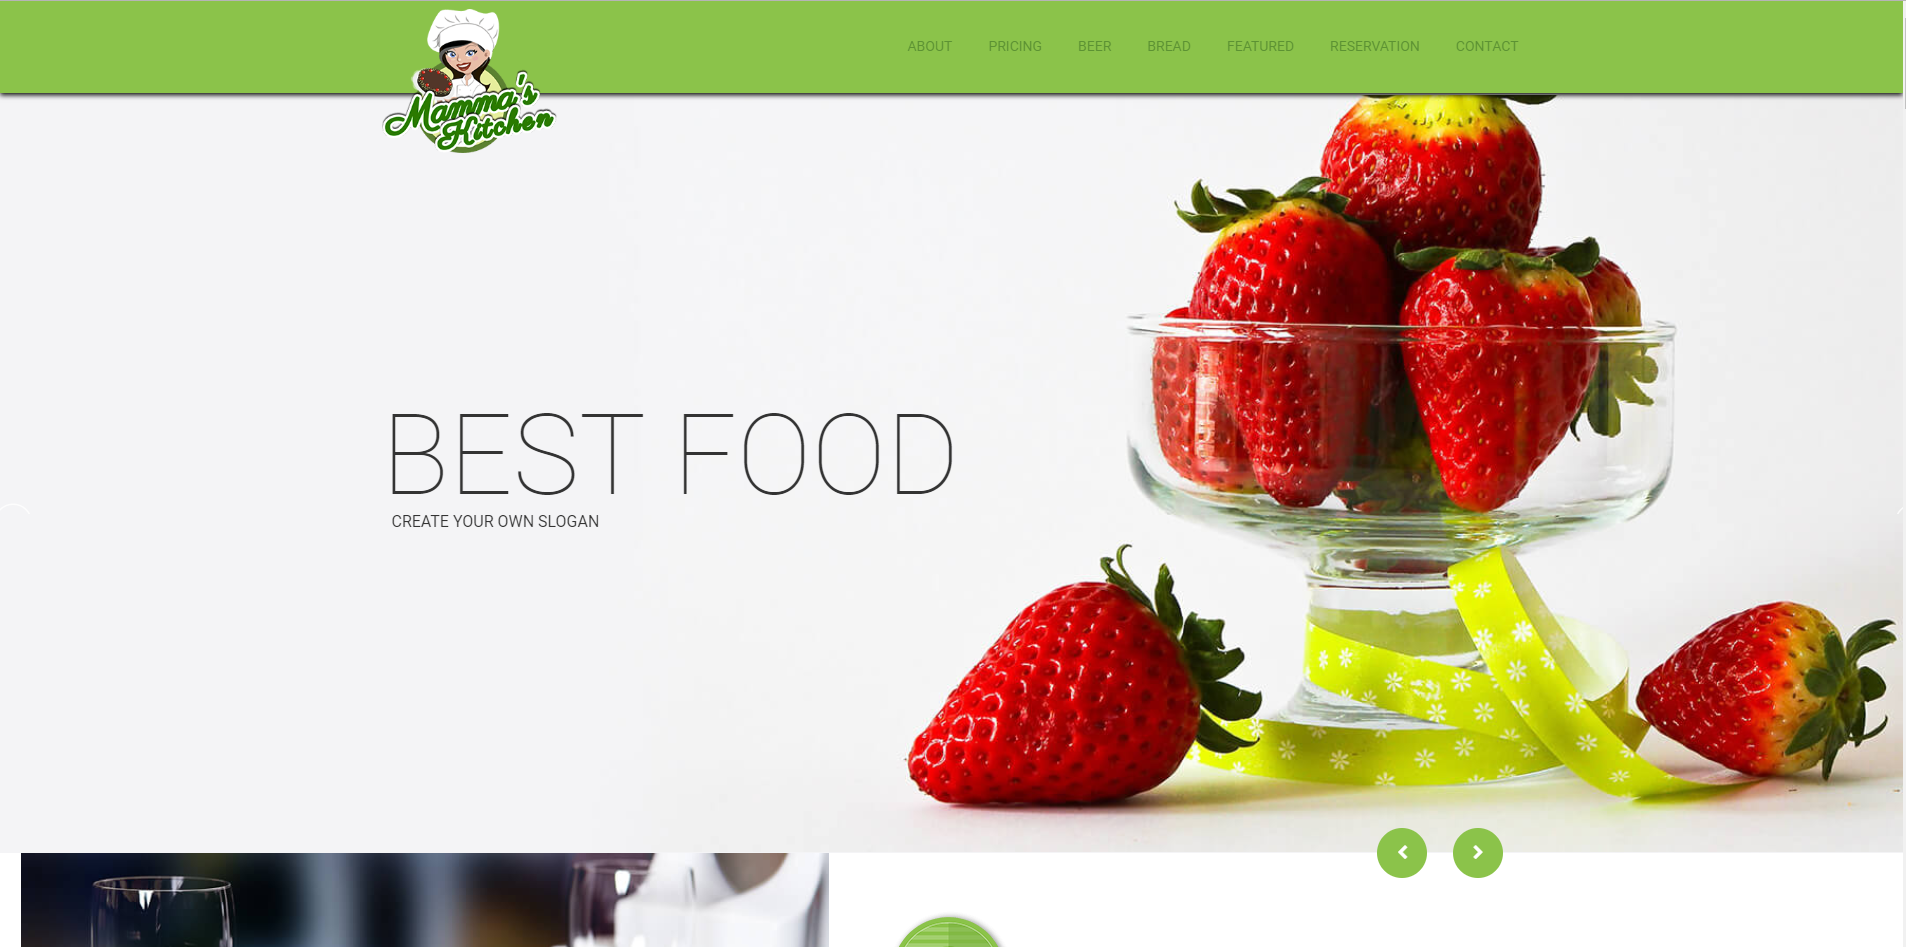 Mamma's
Kitchen
ABOUT PRICING BEER BREAD FEATURED RESERVATION CONTACT
BEST FOOD
CREATE YOUR OWN SLOGAN